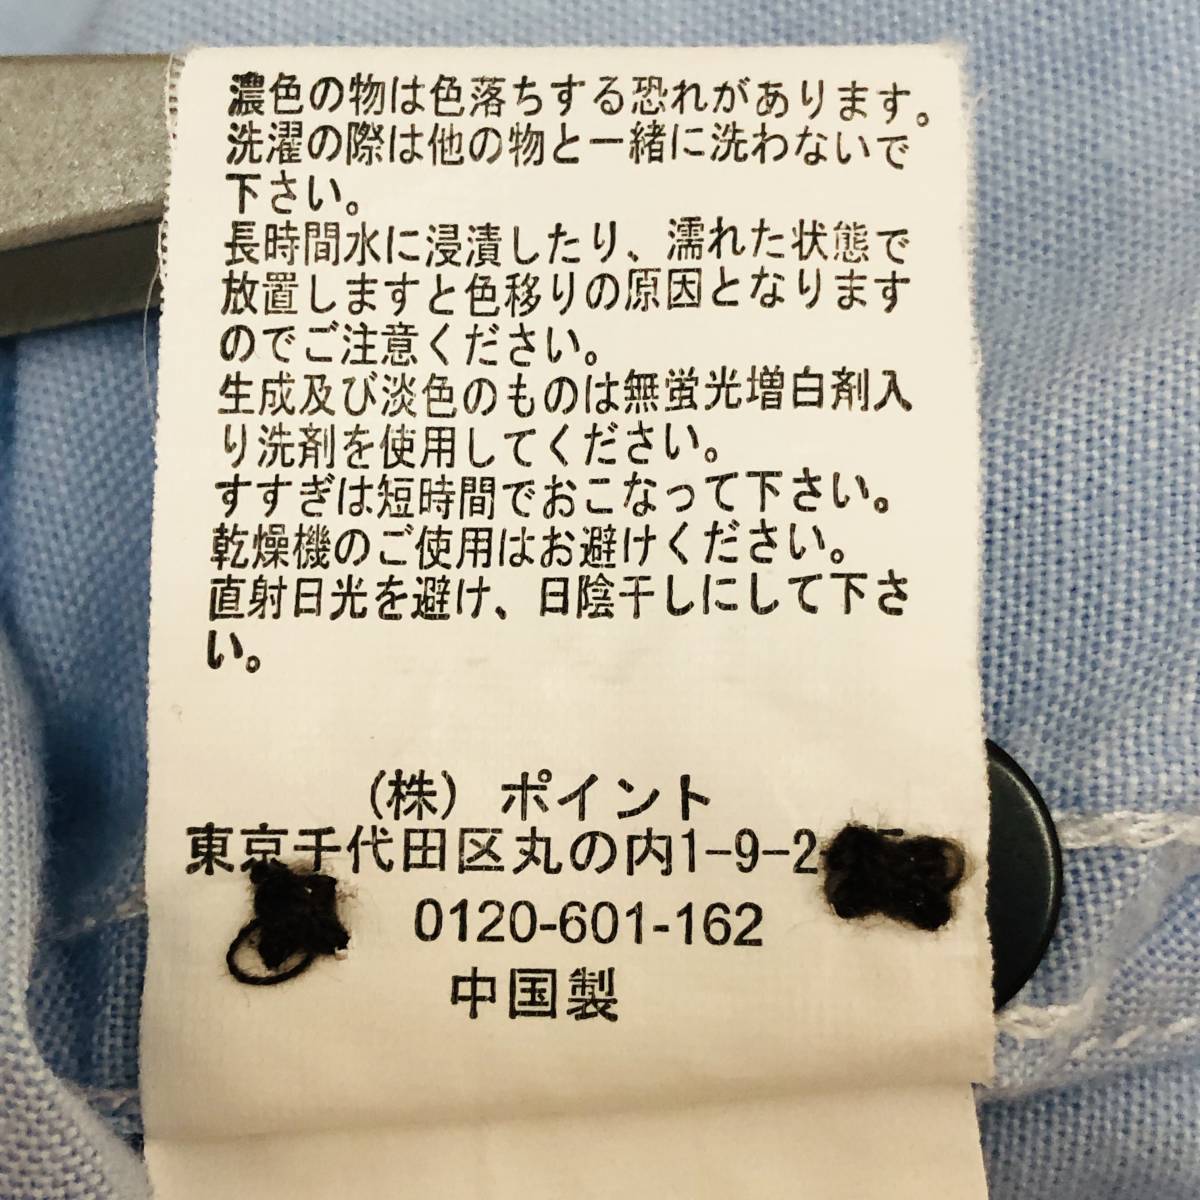 濃色の物は色落ちする恐れがあります。
洗濯の際は他の物と一緒に洗わないで
下さい。
長時間水に浸漬したり、濡れた状態で
放置しますと色移りの原因となります
のでご注意ください。
生成及び淡色のものは無蛍光増白剤入
り洗剤を使用してください。
すすぎは短時間でおこなって下さい。
乾燥機のご使用はお避けください。
直射日光を避け、日陰干しにして下さ
い。
(株) ポイント
東京千代田区丸の内1-9-2
0120-601-162
中国製